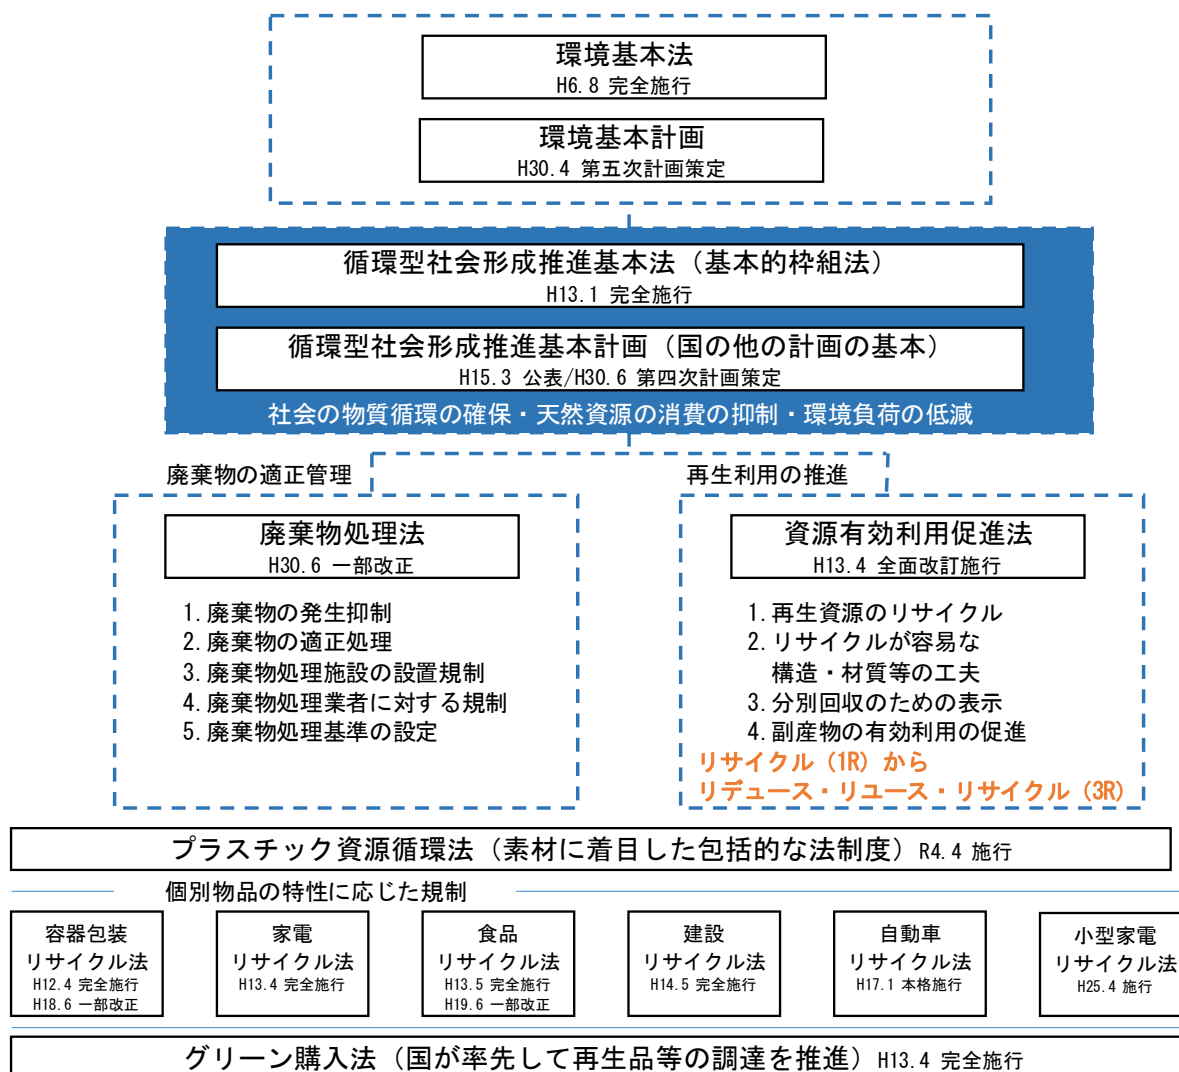 環境基本法
H6.8 完全施行
環境基本計画
H30.4 第五次計画策定
循環型社会形成推進基本法（基本的枠組法）
H13.1 完全施行
循環型社会形成推進基本計画（国の他の計画の基本）
H15.3 公表/H30.6 第四次計画策定
社会の物質循環の確保・天然資源の消費の抑制・環境負荷の低減
廃棄物の適正管理
廃棄物処理法
H30.6 一部改正
1. 廃棄物の発生抑制
2. 廃棄物の適正処理
3. 廃棄物処理施設の設置規制
4. 廃棄物処理業者に対する規制
5. 廃棄物処理基準の設定
再生利用の推進
資源有効利用促進法
H13.4 全面改訂施行
1. 再生資源のリサイクル
2. リサイクルが容易な
構造・材質等の工夫
3. 分別回収のための表示
4. 副産物の有効利用の促進
リサイクル（1R）から
リデュース・リユース・リサイクル（3R）
プラスチック資源循環法（素材に着目した包括的な法制度）R4.4 施行
個別物品の特性に応じた規制
容器包装
リサイクル法
H12.4 完全施行
H18.6 一部改正
家電
リサイクル法
H13.4 完全施行
食品
リサイクル法
H13.5 完全施行
H19.6 一部改正
建設
リサイクル法
H14.5 完全施行
自動車
リサイクル法
H17.1 本格施行
小型家電
リサイクル法
H25.4 施行
グリーン購入法（国が率先して再生品等の調達を推進）H13.4 完全施行